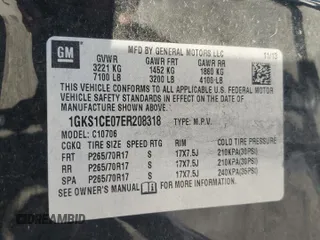 GM
MFD BY GENERAL MOTORS LLC 11/13
GVWR GAWR FRT GAWR RR
3221 KG 1452 KG 1860 KG
7100 LB 3200 LB 4100 LB
THIS VEHICLE CONFORMS TO ALL APPLICABLE U.S. FEDERAL
MOTOR VEHICLE SAFETY STANDARDS IN EFFECT ON THE DATE OF
MANUFACTURE SHOWN ABOVE.
1GKS1CE07ER208318 TYPE: M.P.V.
C10706
CGKQ TIRE SIZE SPEED RTG RIM COLD TIRE PRESSURE
FRT P265/70R17 S 17X7.5J 210KPA(30PSI)
RR P265/70R17 S 17X7.5J 210KPA(30PSI)
SPA P265/70R17 S 17X7.5J 240KPA(35PSI)
SEE OWNER'S MANUAL FOR ADDITIONAL INFORMATION.
© autobidmaster